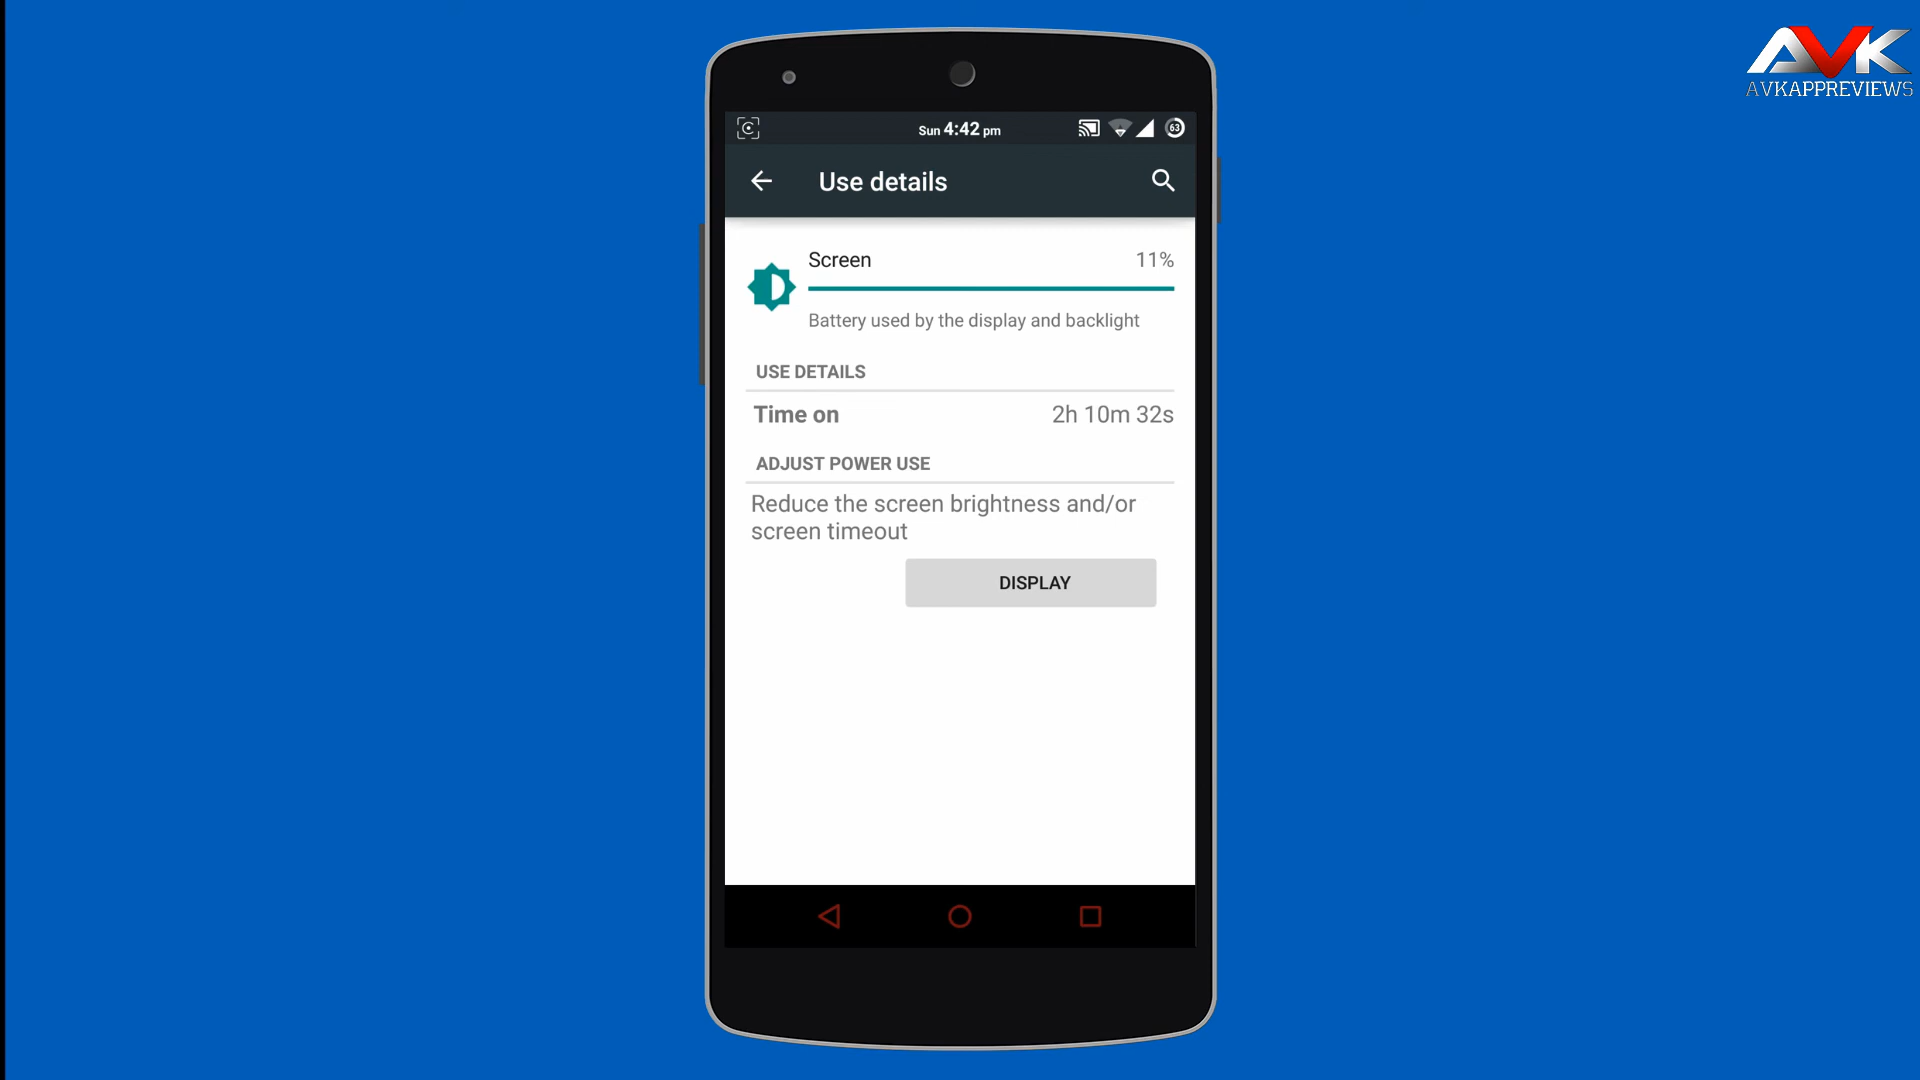 AVK
AVKAPPREVIEWS
Sun 4:42 pm
63
Use details
Screen
11%
Battery used by the display and backlight
USE DETAILS
Time on
2h 10m 32s
ADJUST POWER USE
Reduce the screen brightness and/or
screen timeout
DISPLAY